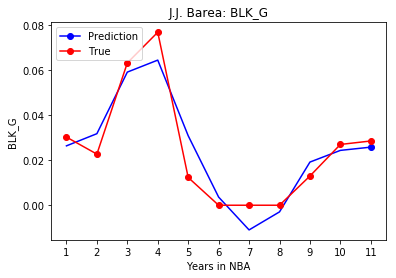 J.J. Barea: BLK_G
Prediction
True
BLK_G
0.08
0.06
0.04
0.02
0.00
1 2 3 4 5 6 7 8 9 10 11
Years in NBA